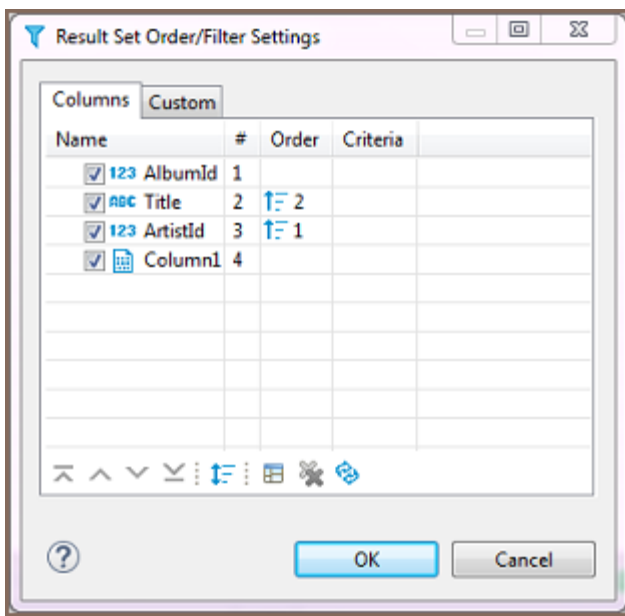 Result Set Order/Filter Settings
Columns Custom
Name # Order Criteria
123 AlbumId 1
ABC Title 2 2
123 ArtistId 3 1
Column1 4
?
OK Cancel